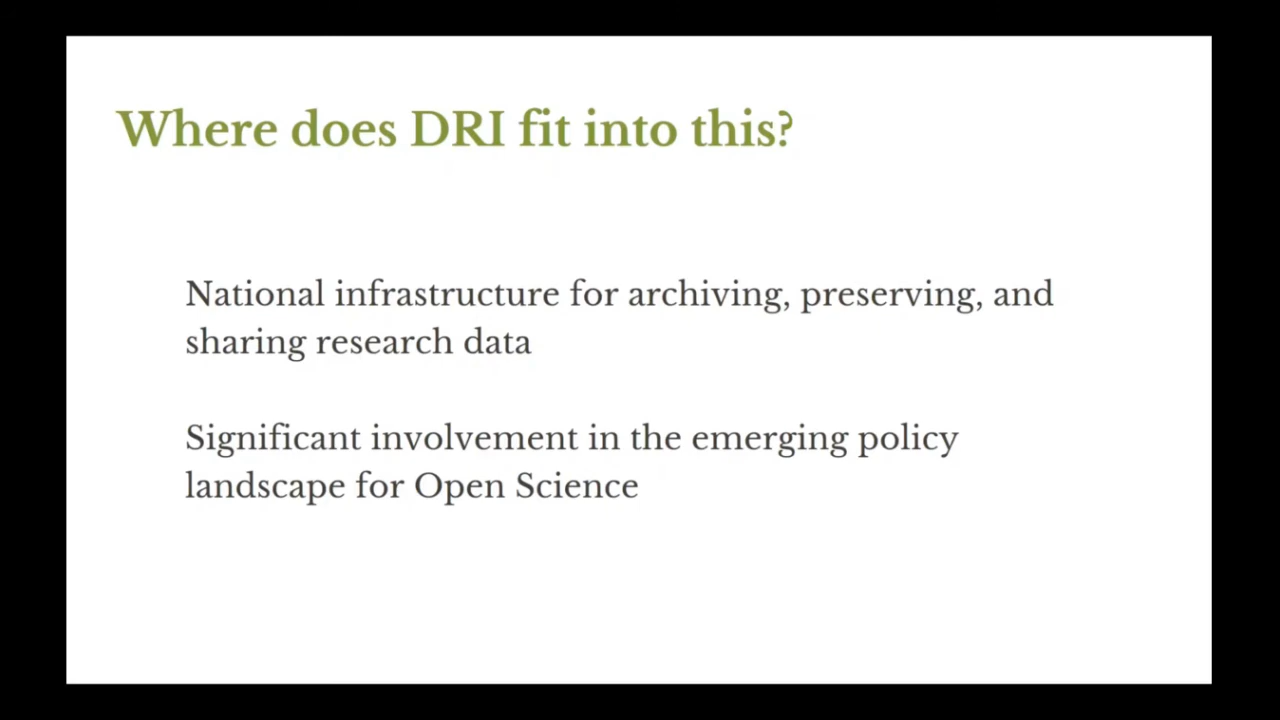 Where does DRI fit into this?
National infrastructure for archiving, preserving, and
sharing research data
Significant involvement in the emerging policy
landscape for Open Science